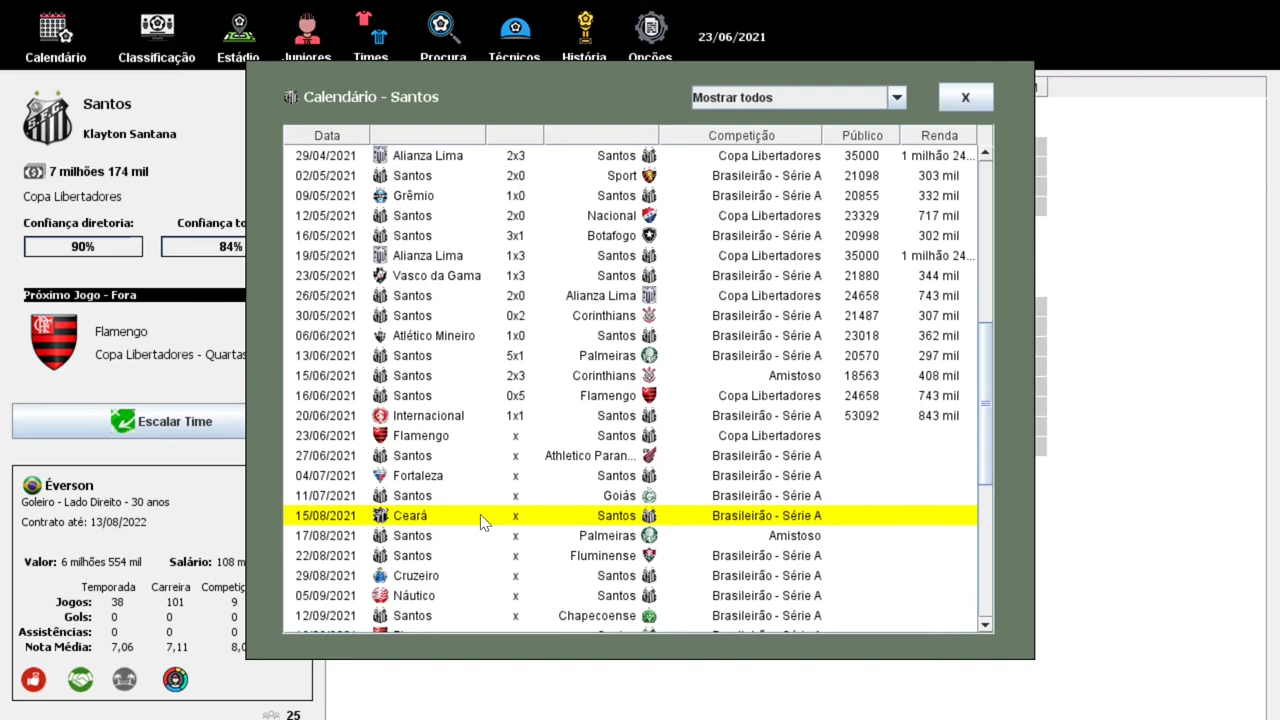 Calendário Classificação Estádio Juniores Times Procura Técnicos História Opções 23/06/2021
Santos
Klayton Santana
7 milhões 174 mil
Copa Libertadores
Confiança diretoria: Confiança to
90% 84%
Próximo Jogo - Fora
Flamengo
Copa Libertadores - Quartas
Escalar Time
Éverson
Goleiro - Lado Direito - 30 anos
Contrato até: 13/08/2022
Valor: 6 milhões 554 mil Salário: 108 m
Temporada Carreira Competiç
Jogos: 38 101 9
Gols: 0 0 0
Assistências: 0 0 0
Nota Média: 7,06 7,11 8,0
25
Calendário - Santos Mostrar todos X
Data Competição Público Renda
29/04/2021 Alianza Lima 2x3 Santos Copa Libertadores 35000 1 milhão 24...
02/05/2021 Santos 2x0 Sport Brasileirão - Série A 21098 303 mil
09/05/2021 Grêmio 1x0 Santos Brasileirão - Série A 20855 332 mil
12/05/2021 Santos 2x0 Nacional Copa Libertadores 23329 717 mil
16/05/2021 Santos 3x1 Botafogo Brasileirão - Série A 20998 302 mil
19/05/2021 Alianza Lima 1x3 Santos Copa Libertadores 35000 1 milhão 24...
23/05/2021 Vasco da Gama 1x3 Santos Brasileirão - Série A 21880 344 mil
26/05/2021 Santos 2x0 Alianza Lima Copa Libertadores 24658 743 mil
30/05/2021 Santos 0x2 Corinthians Brasileirão - Série A 21487 307 mil
06/06/2021 Atlético Mineiro 1x0 Santos Brasileirão - Série A 23018 362 mil
13/06/2021 Santos 5x1 Palmeiras Brasileirão - Série A 20570 297 mil
15/06/2021 Santos 2x3 Corinthians Amistoso 18563 408 mil
16/06/2021 Santos 0x5 Flamengo Copa Libertadores 24658 743 mil
20/06/2021 Internacional 1x1 Santos Brasileirão - Série A 53092 843 mil
23/06/2021 Flamengo x Santos Copa Libertadores
27/06/2021 Santos x Athletico Paran... Brasileirão - Série A
04/07/2021 Fortaleza x Santos Brasileirão - Série A
11/07/2021 Santos x Goiás Brasileirão - Série A
15/08/2021 Ceará x Santos Brasileirão - Série A
17/08/2021 Santos x Palmeiras Amistoso
22/08/2021 Santos x Fluminense Brasileirão - Série A
29/08/2021 Cruzeiro x Santos Brasileirão - Série A
05/09/2021 Náutico x Santos Brasileirão - Série A
12/09/2021 Santos x Chapecoense Brasileirão - Série A